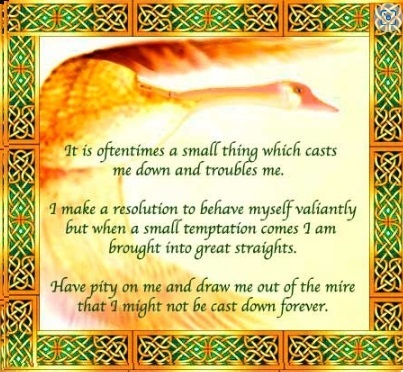 It is oftentimes a small thing which casts
me down and troubles me.
I make a resolution to behave myself valiantly
but when a small temptation comes I am
brought into great straights.
Have pity on me and draw me out of the mire
that I might not be cast down forever.